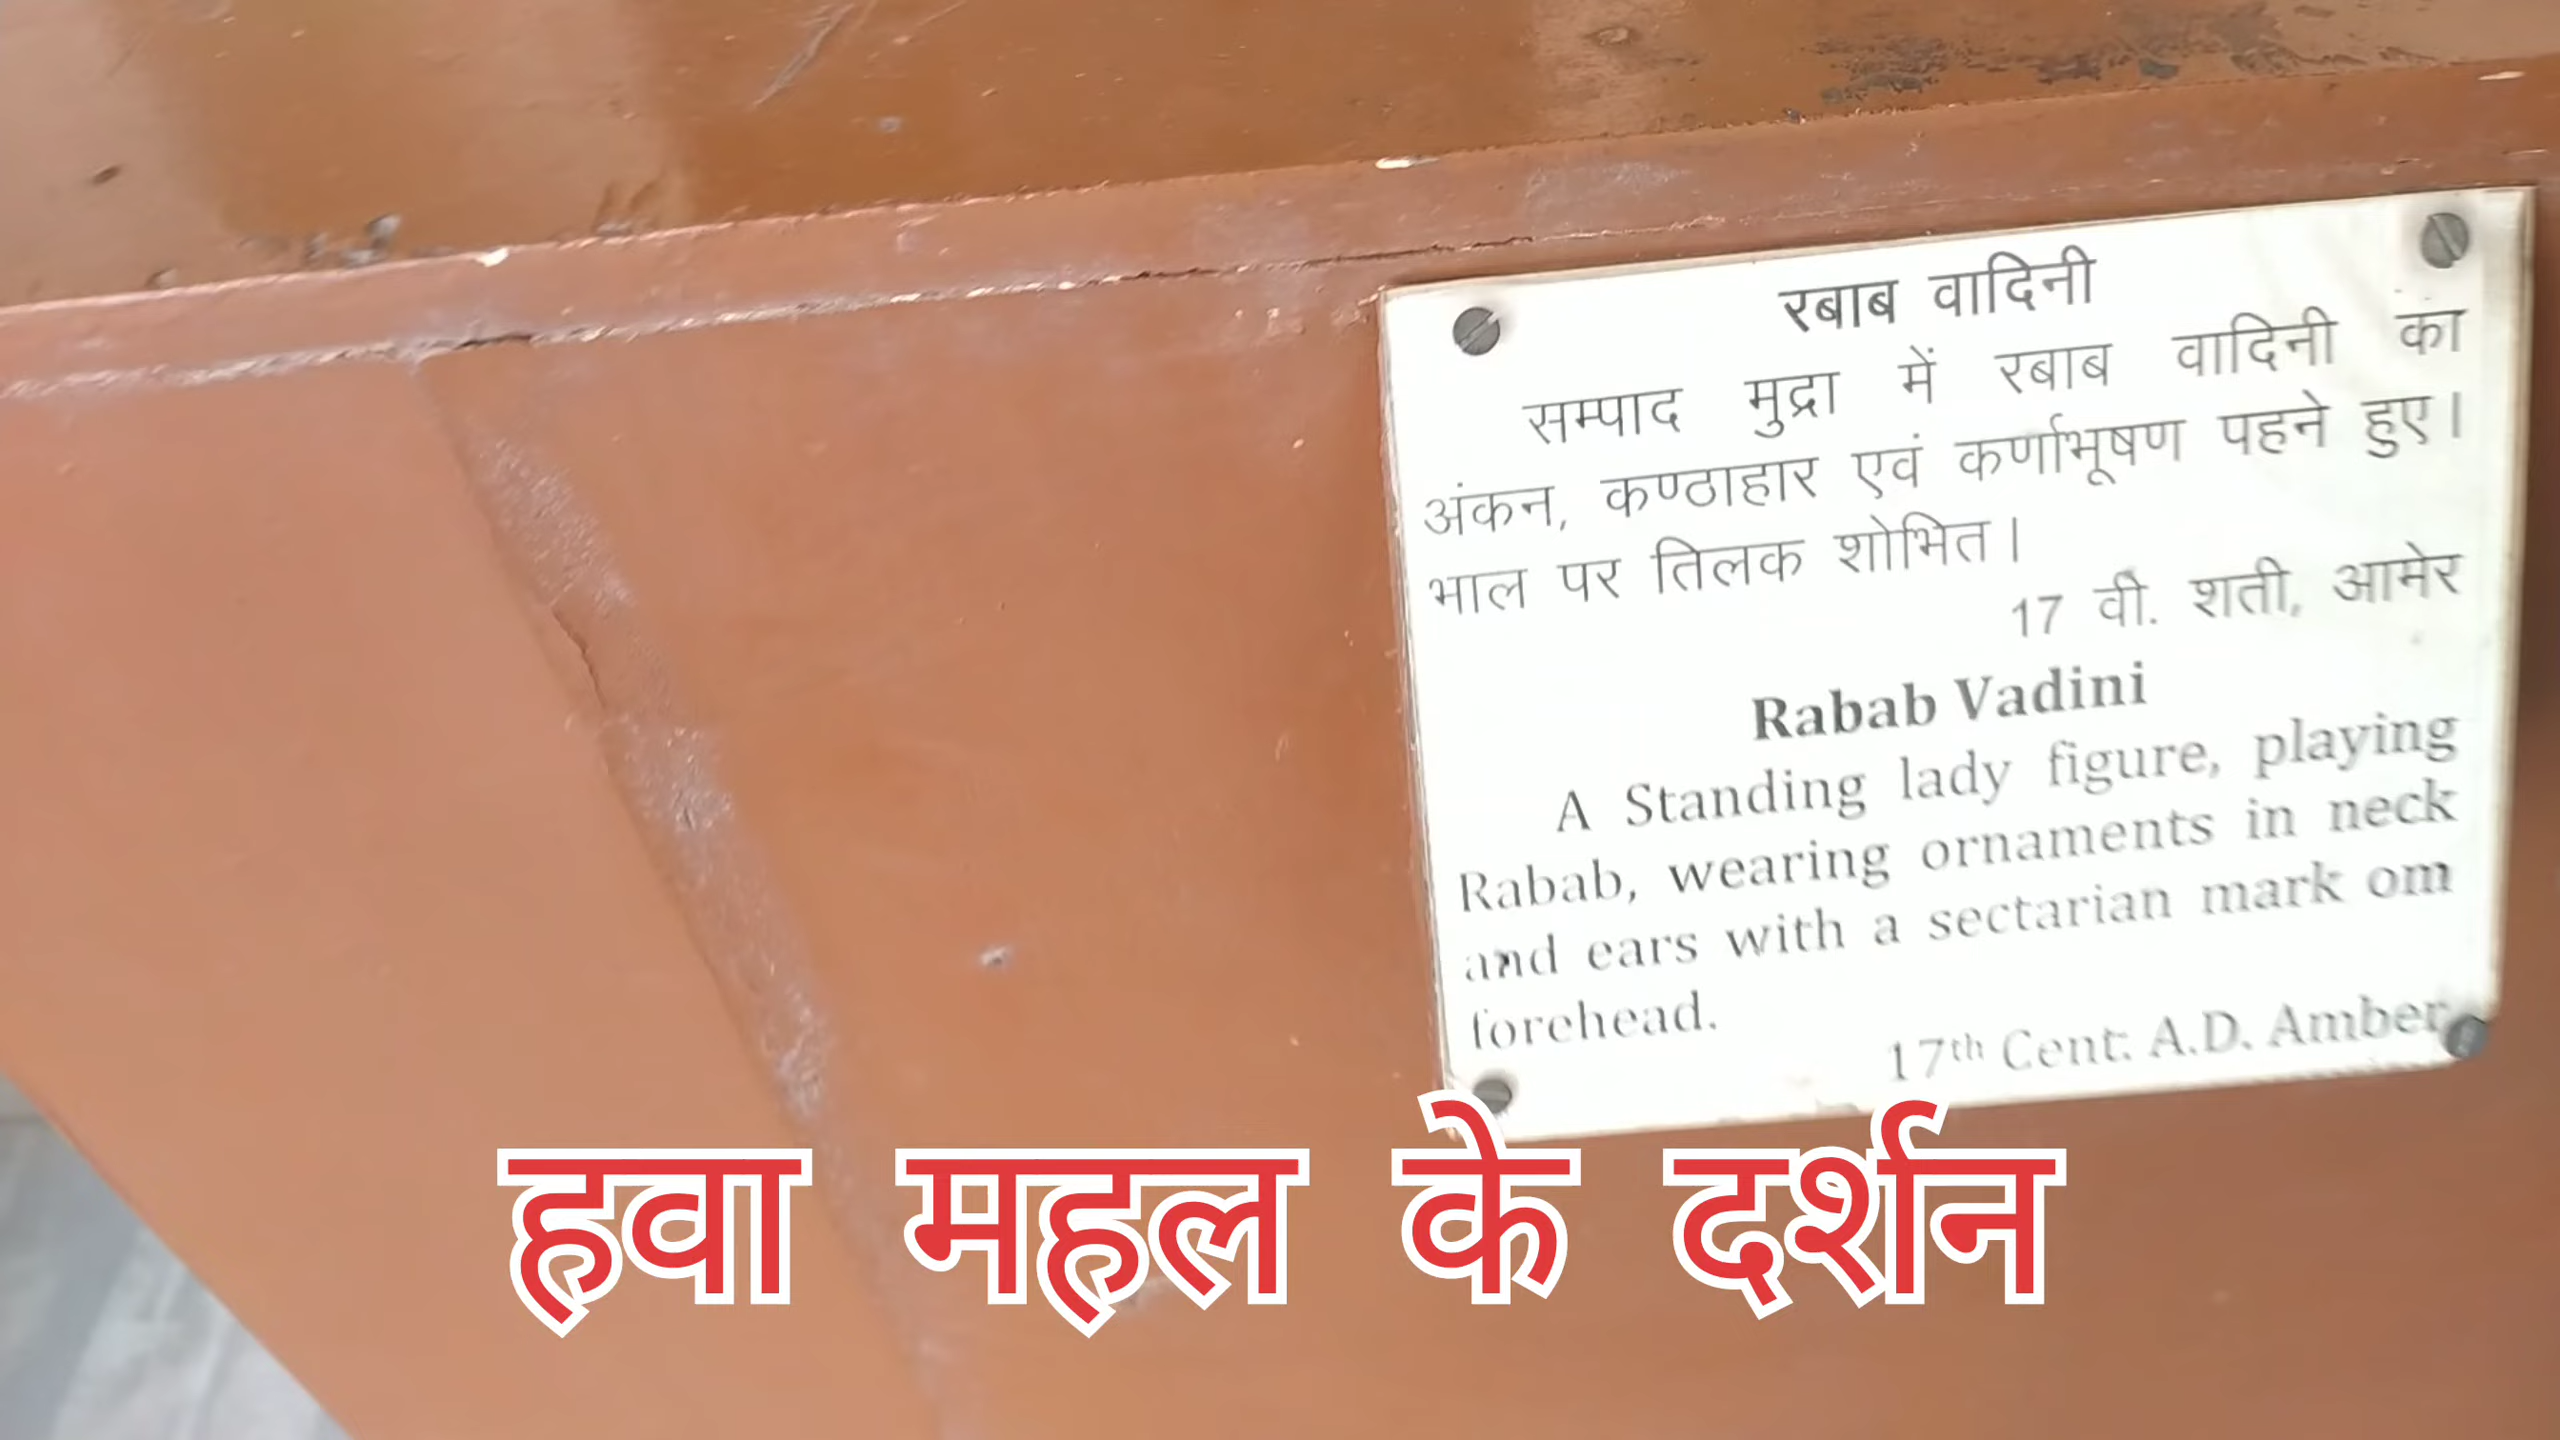 रबाब वादिनी
सम्पाद मुद्रा में रबाब वादिनी का
अंकन, कण्ठाहार एवं कर्णाभूषण पहने हुए।
भाल पर तिलक शोभित।
17 वी. शती, आमेर
Rabab Vadini
A Standing lady figure, playing
Rabab, wearing ornaments in neck
and ears with a sectarian mark om
forehead.
17th Cent: A.D. Amber
हवा महल के दर्शन